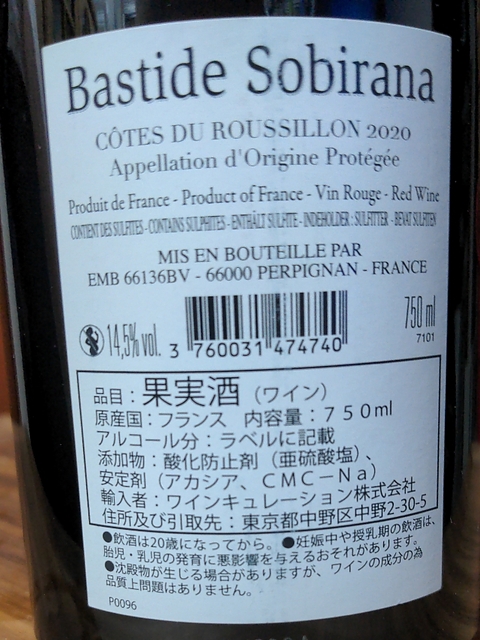 Bastide Sobirana
CÔTES DU ROUSSILLON 2020
Appellation d'Origine Protégée
Produit de France - Product of France - Vin Rouge - Red Wine
CONTIENT DES SULFITES - CONTAINS SULPHITES - ENTHÄLT SULFITE - INDEHOLDER : SULFITTER - BEVAT SULFIETEN
MIS EN BOUTEILLE PAR
EMB 66136BV - 66000 PERPIGNAN - FRANCE
14,5% vol.
3 760031 474740
750 ml
7101
品目：果実酒（ワイン）
原産国：フランス 内容量：７５０ml
アルコール分：ラベルに記載
添加物：酸化防止剤（亜硫酸塩）、
安定剤（アカシア、ＣＭＣ－Ｎａ）
輸入者：ワインキュレーション株式会社
住所及び引取先：東京都中野区中野2-30-5
●飲酒は20歳になってから。●妊娠中や授乳期の飲酒は、
胎児・乳児の発育に悪影響を与えるおそれがあります。
●沈殿物が生じる場合がありますが、ワインの成分の為
品質上問題はありません。
P0096